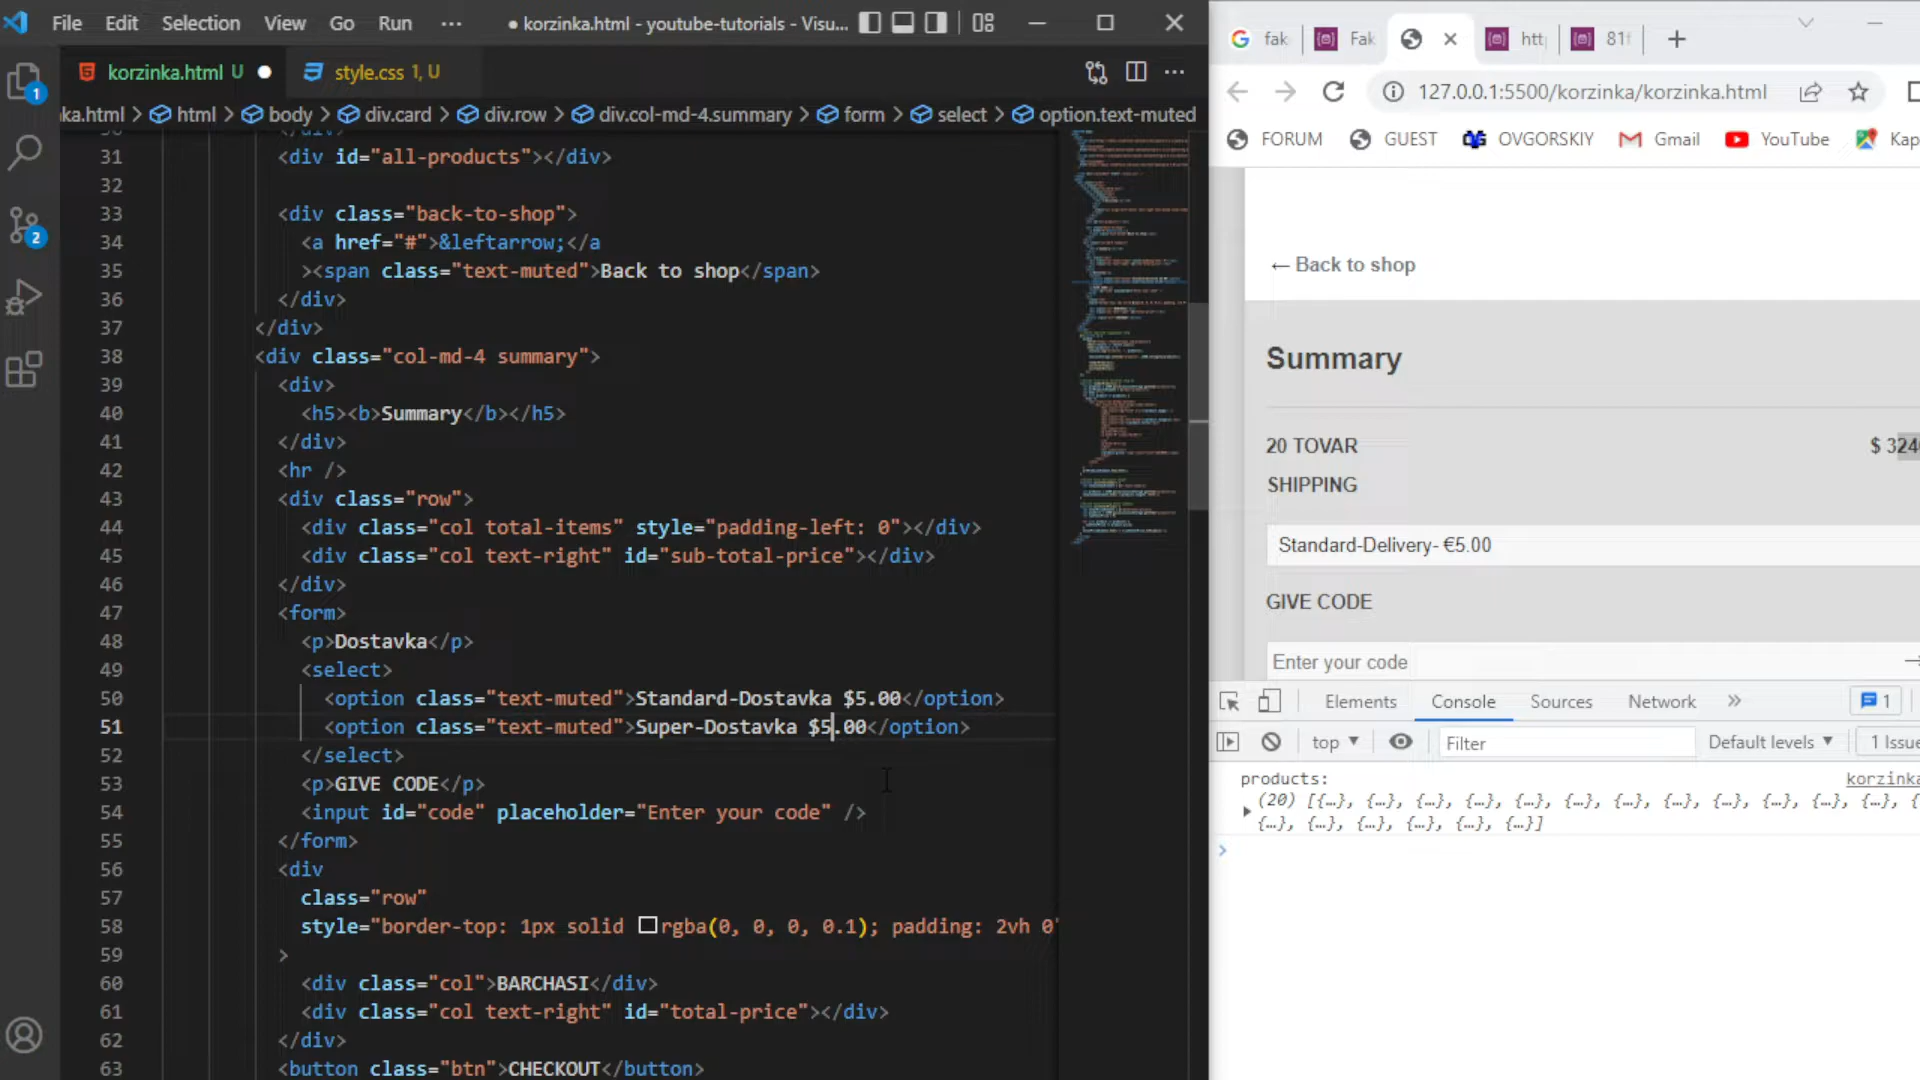 File Edit Selection View Go Run ··· ● korzinka.html - youtube-tutorials - Visu...
korzinka.html U ● style.css 1, U
ka.html > html > body > div.card > div.row > div.col-md-4.summary > form > select > option.text-muted
31 <div id="all-products"></div>
32
33 <div class="back-to-shop">
34 <a href="#">&leftarrow;</a
35 ><span class="text-muted">Back to shop</span>
36 </div>
37 </div>
38 <div class="col-md-4 summary">
39 <div>
40 <h5><b>Summary</b></h5>
41 </div>
42 <hr />
43 <div class="row">
44 <div class="col total-items" style="padding-left: 0"></div>
45 <div class="col text-right" id="sub-total-price"></div>
46 </div>
47 <form>
48 <p>Dostavka</p>
49 <select>
50 <option class="text-muted">Standard-Dostavka $5.00</option>
51 <option class="text-muted">Super-Dostavka $5.00</option>
52 </select>
53 <p>GIVE CODE</p>
54 <input id="code" placeholder="Enter your code" />
55 </form>
56 <div
57 class="row"
58 style="border-top: 1px solid rgba(0, 0, 0, 0.1); padding: 2vh 0"
59 >
60 <div class="col">BARCHASI</div>
61 <div class="col text-right" id="total-price"></div>
62 </div>
63 <button class="btn">CHECKOUT</button>
1
2
fak Fak htt 81f
127.0.0.1:5500/korzinka/korzinka.html
FORUM GUEST OVGORSKIY Gmail YouTube Кар
← Back to shop
Summary
20 TOVAR $ 324
SHIPPING
Standard-Delivery- €5.00
GIVE CODE
Enter your code →
Elements Console Sources Network » 1
top ▼ Filter Default levels ▼ 1 Issue
products: korzinka
▶ (20) [{…}, {…}, {…}, {…}, {…}, {…}, {…}, {…}, {…}, {…}, {…}, {…}, {…},
{…}, {…}, {…}, {…}, {…}, {…}]
>